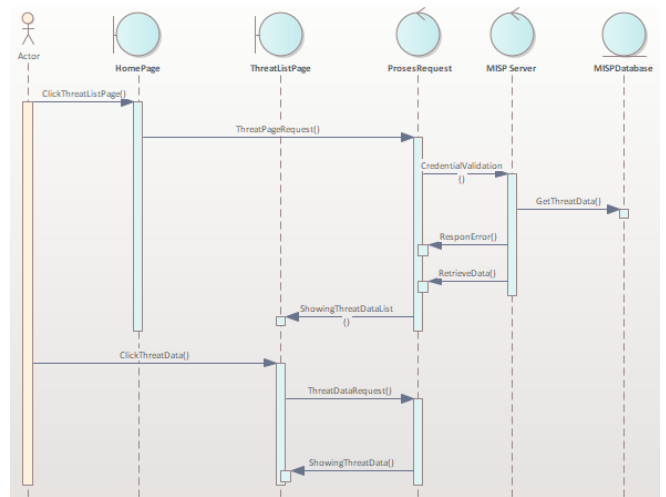 Actor
HomePage
ThreatListPage
ProsesRequest
MISP Server
MISPDatabase
ClickThreatListPage()
ThreatPageRequest()
CredentialValidation
()
GetThreatData()
ResponError()
RetrieveData()
ShowingThreatDataList
()
ClickThreatData()
ThreatDataRequest()
ShowingThreatData()